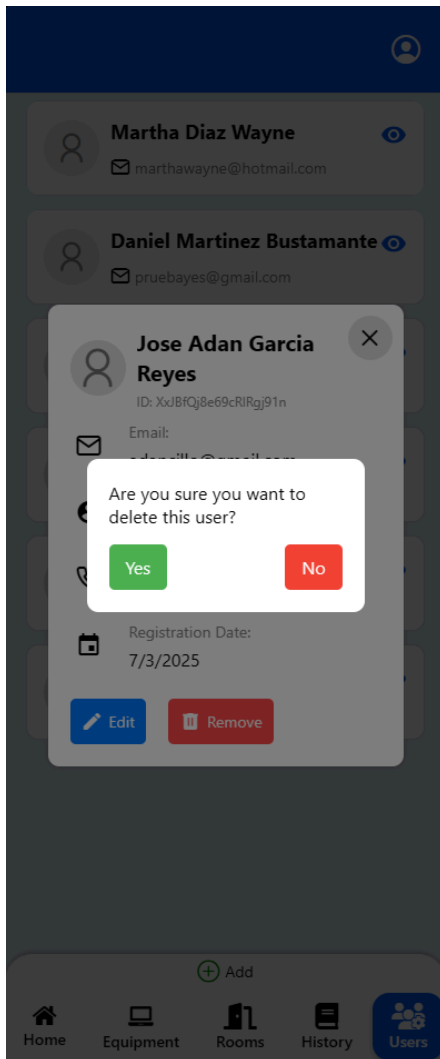 Martha Diaz Wayne
marthawayne@hotmail.com
Daniel Martinez Bustamante
pruebayes@gmail.com
Jose Adan Garcia
Reyes
ID: XxJBfQj8e69cRlRgj91n
Email:
Are you sure you want to
delete this user?
Yes
No
Registration Date:
7/3/2025
Edit
Remove
Add
Home
Equipment
Rooms
History
Users